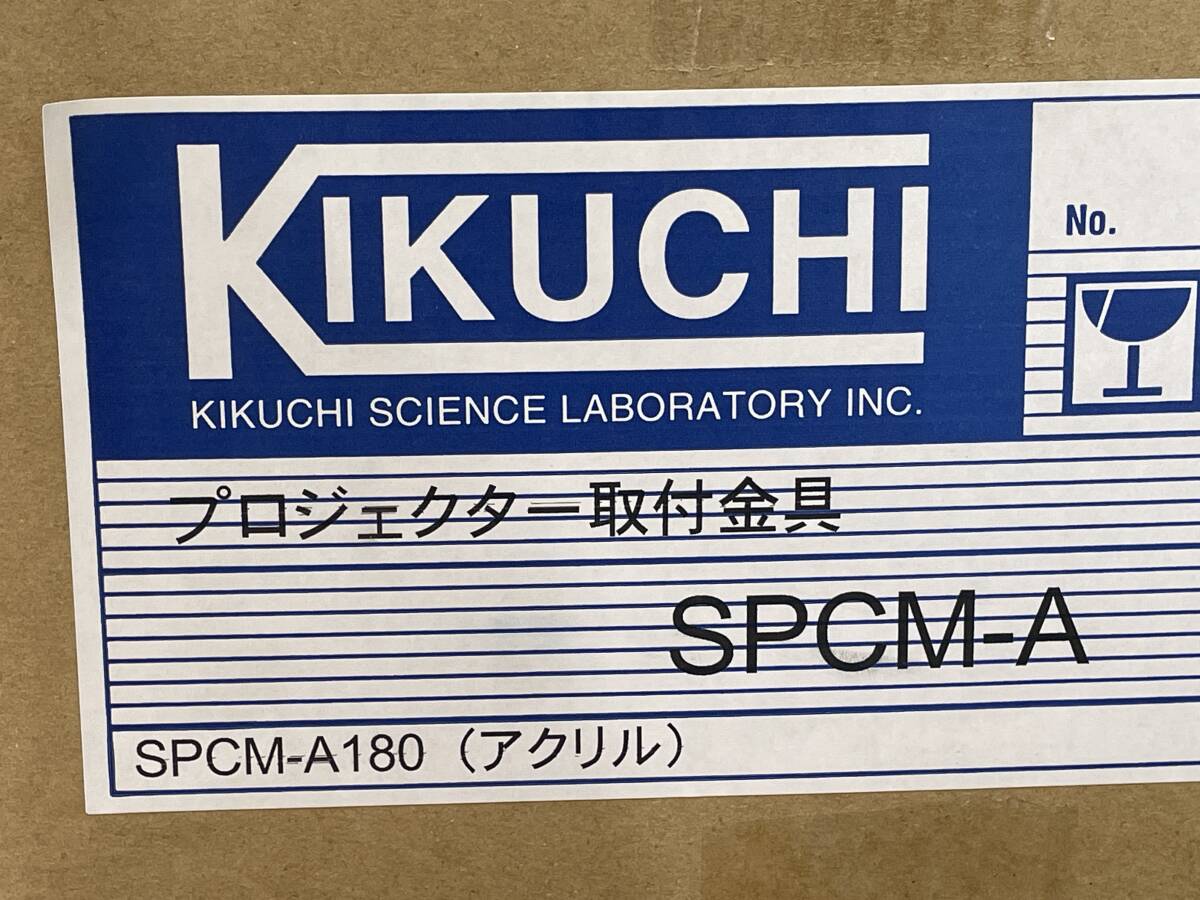 KIKUCHI
KIKUCHI SCIENCE LABORATORY INC.
No.
プロジェクター取付金具
SPCM-A
SPCM-A180（アクリル）